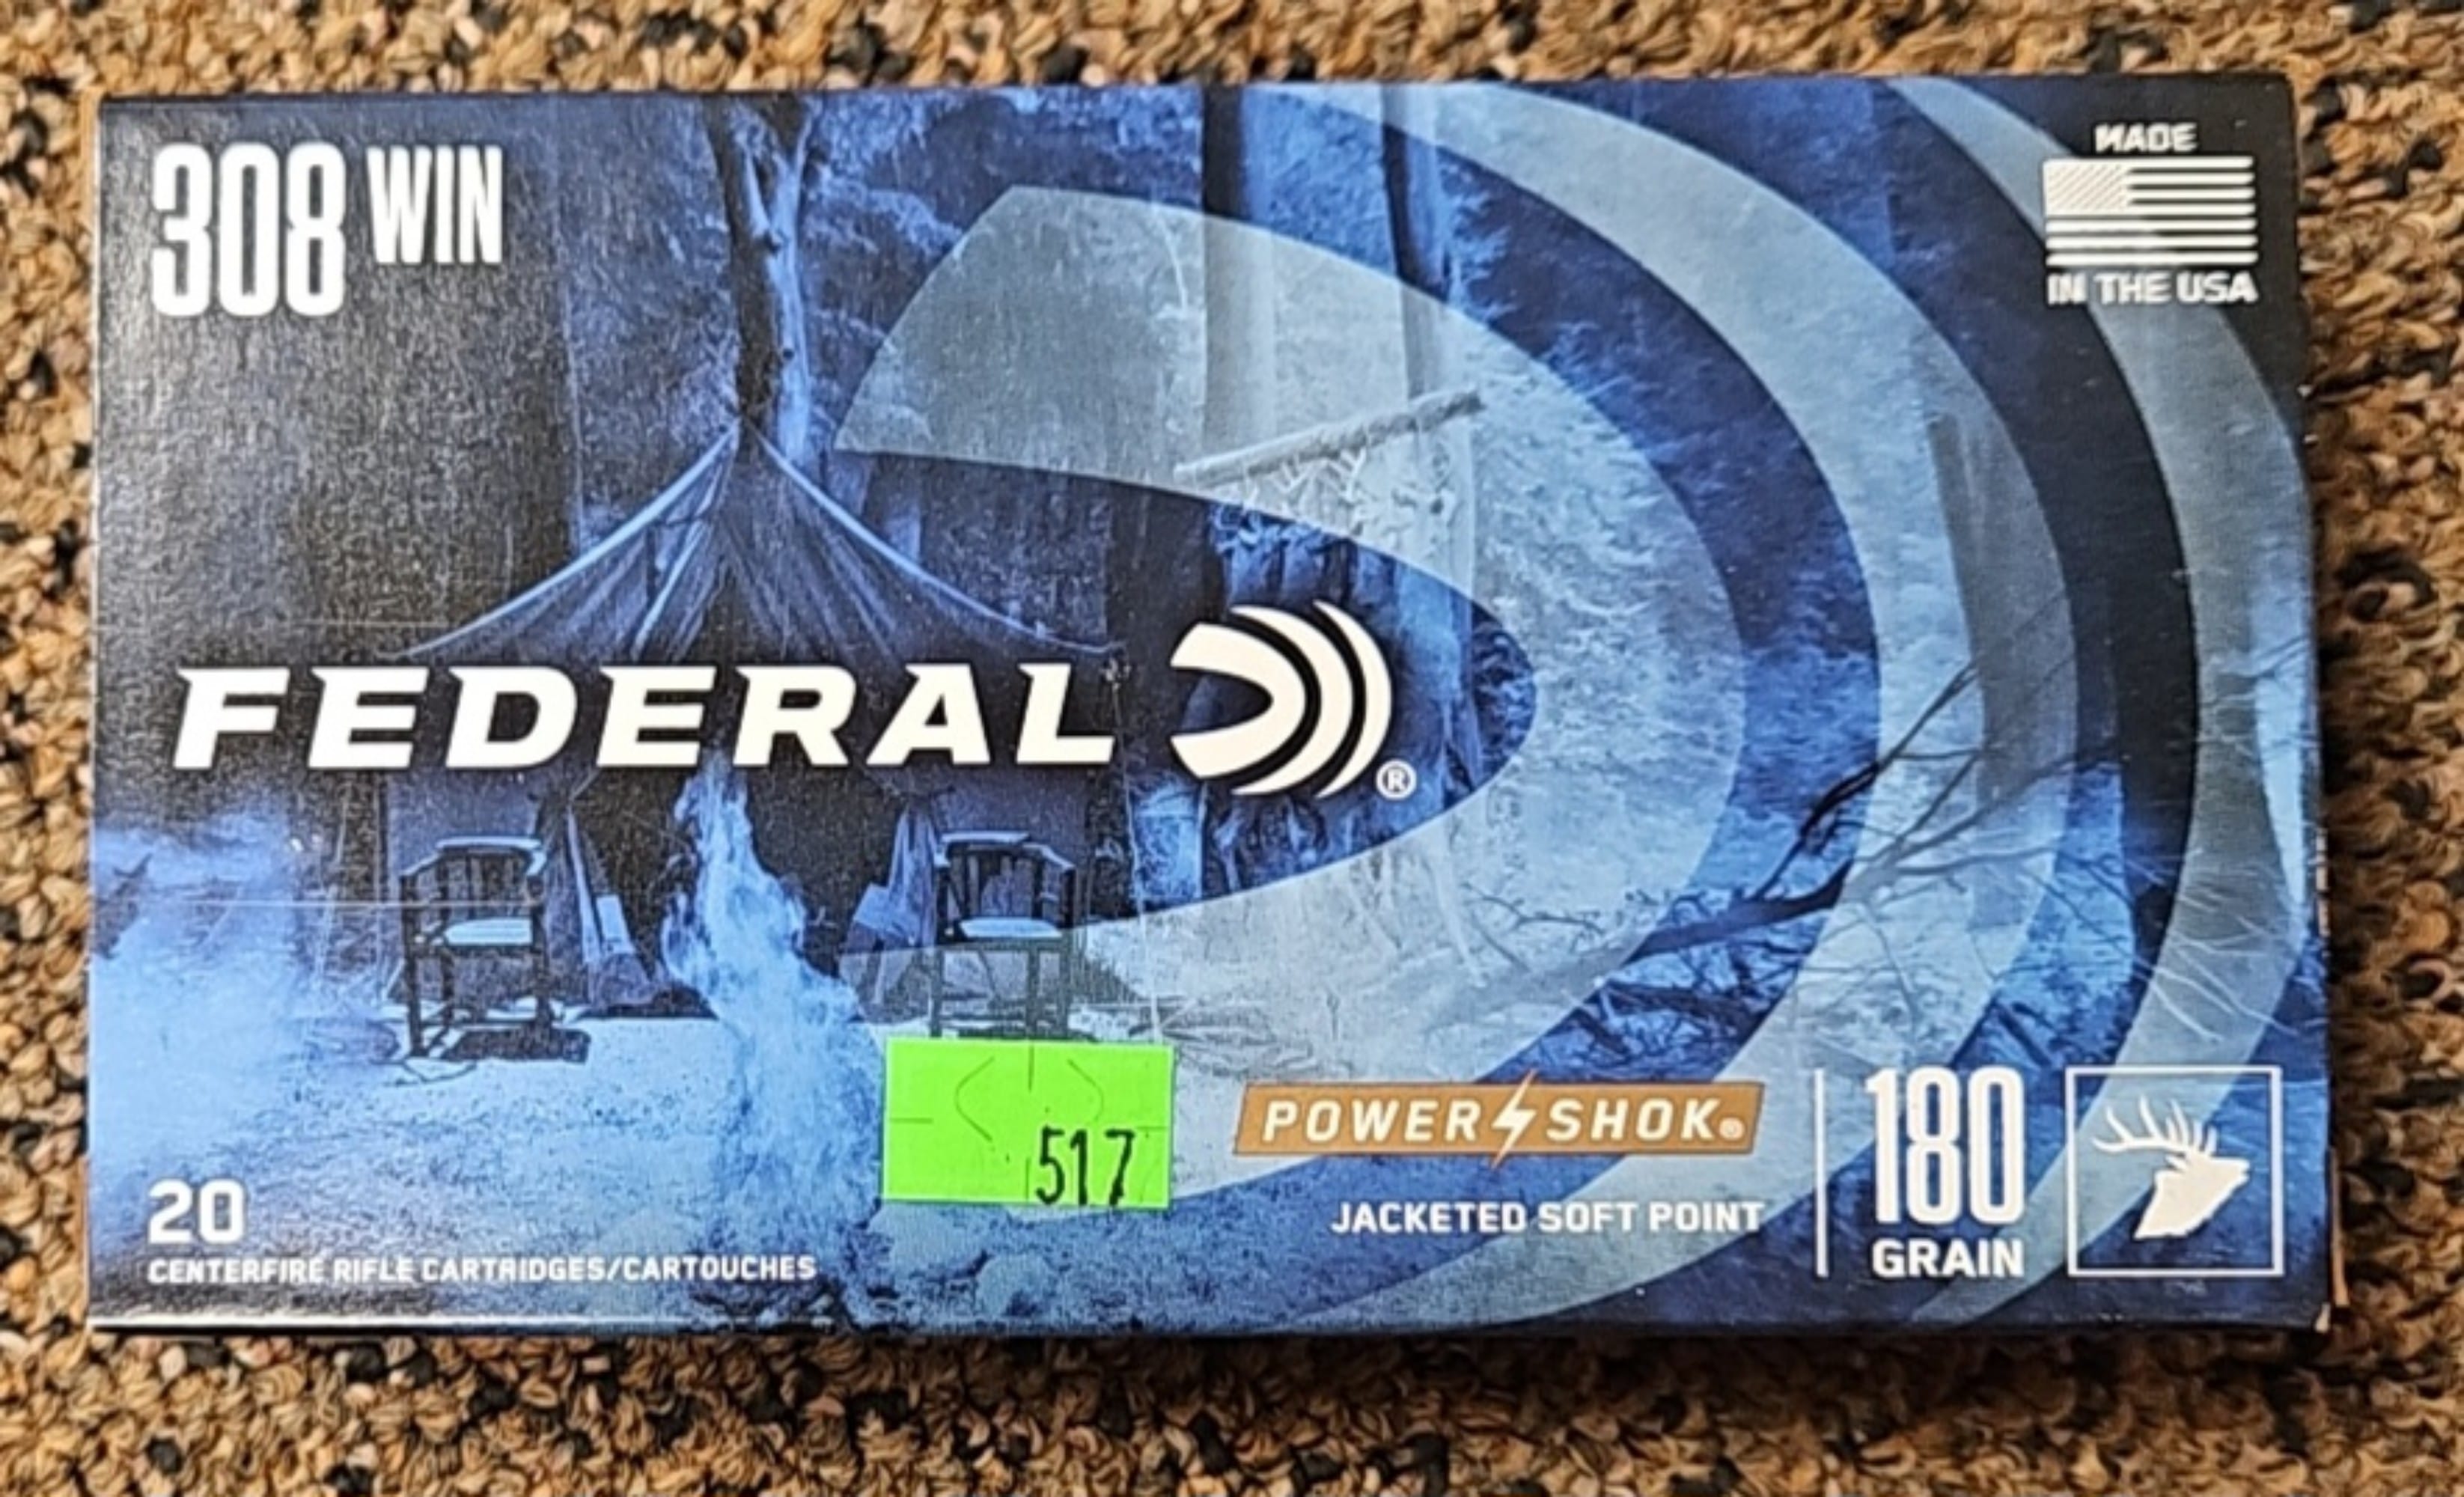 308 WIN
MADE
IN THE USA
FEDERAL ®
517
POWER SHOK®
JACKETED SOFT POINT
180
GRAIN
20
CENTERFIRE RIFLE CARTRIDGES/CARTOUCHES